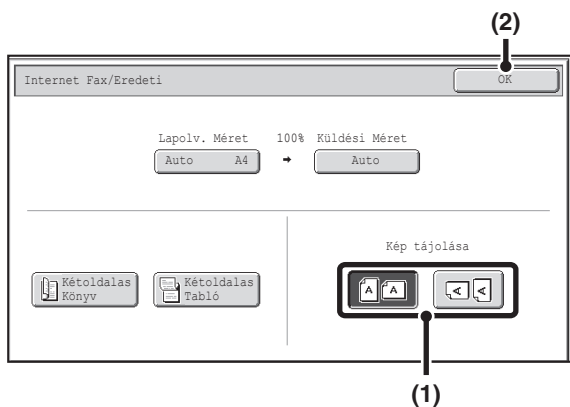 (2)
Internet Fax/Eredeti
OK
Lapolv. Méret 100% Küldési Méret
Auto A4 → Auto
Kép tájolása
Kétoldalas Könyv
Kétoldalas Tabló
A A A A
(1)